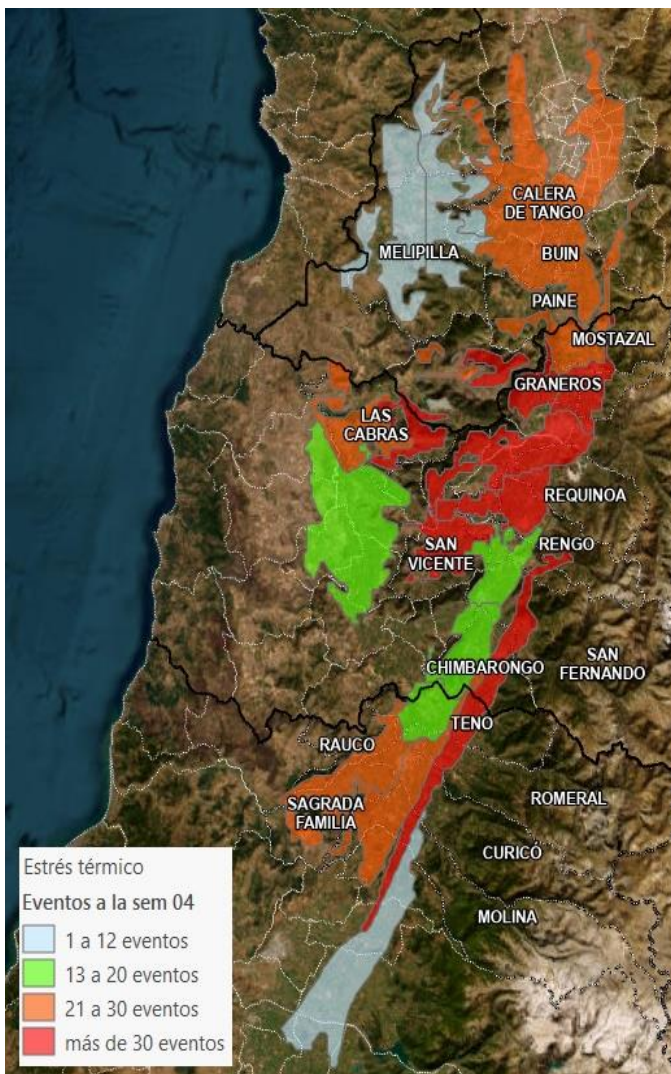 CALERA
DE TANGO
MELIPILLA
BUIN
PAINE
MOSTAZAL
GRANEROS
LAS
CABRAS
REQUINOA
SAN
VICENTE
RENGO
CHIMBARONGO
SAN
FERNANDO
TENO
RAUCO
SAGRADA
FAMILIA
ROMERAL
CURICÓ
MOLINA
Estrés térmico
Eventos a la sem 04
1 a 12 eventos
13 a 20 eventos
21 a 30 eventos
más de 30 eventos